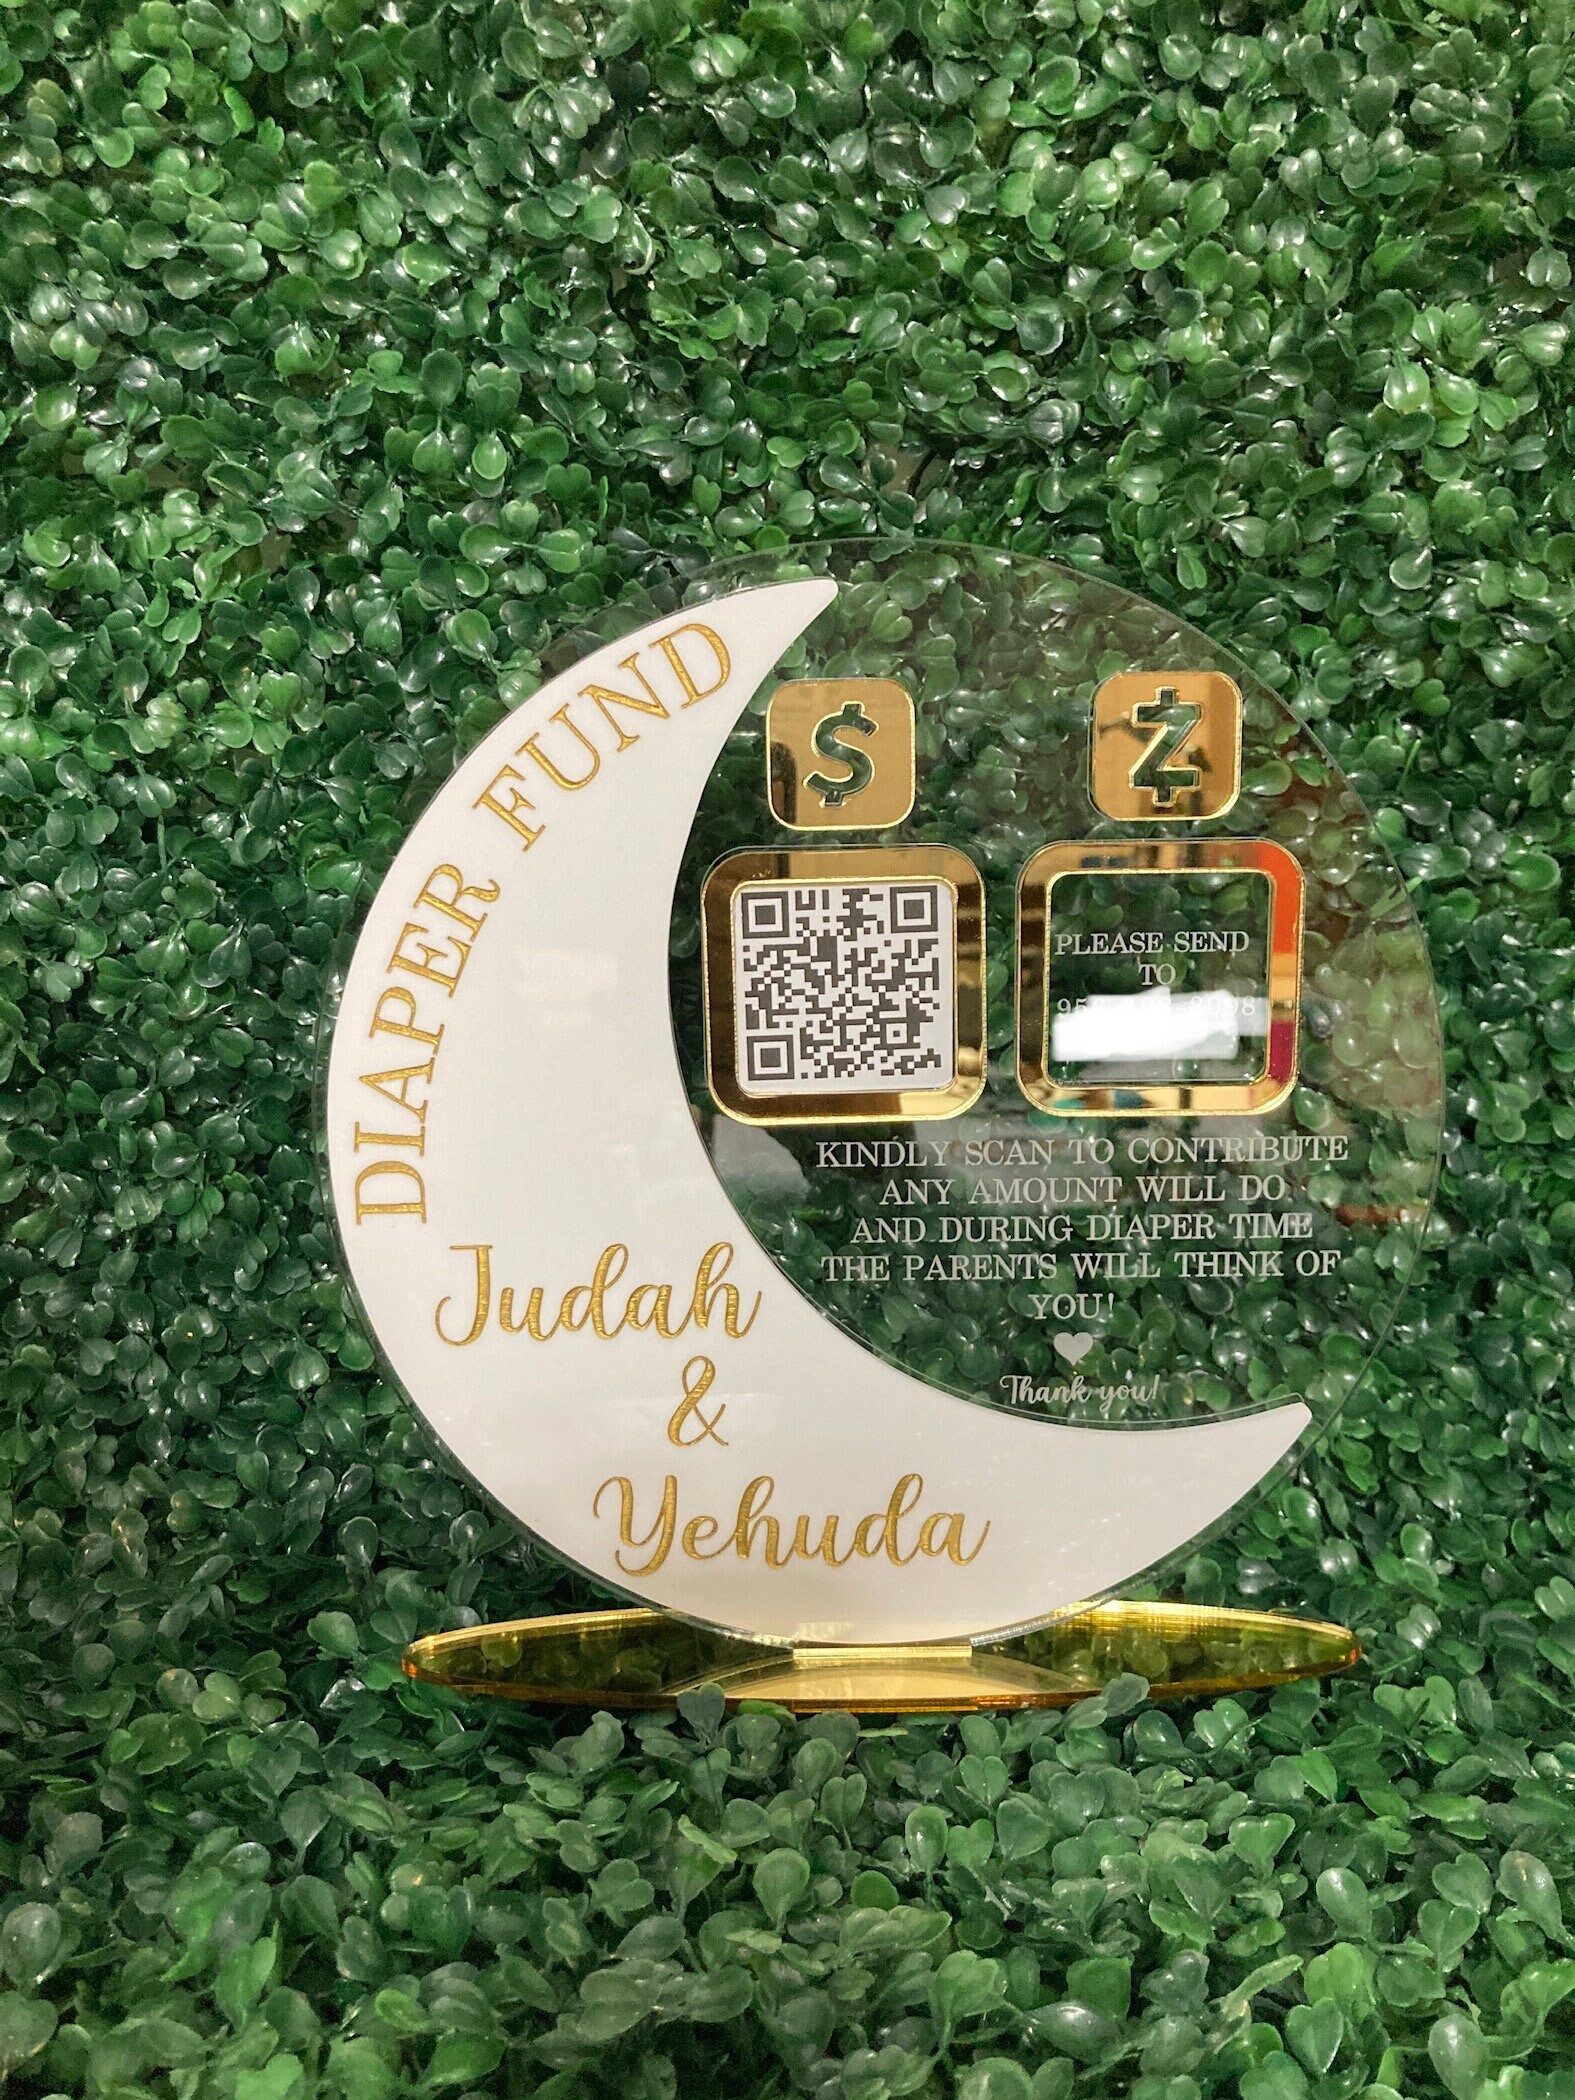 DIAPER FUND
$ Z
PLEASE SEND
TO
KINDLY SCAN TO CONTRIBUTE
ANY AMOUNT WILL DO
AND DURING DIAPER TIME
THE PARENTS WILL THINK OF
YOU!
Thank you!
Judah
&
Yehuda